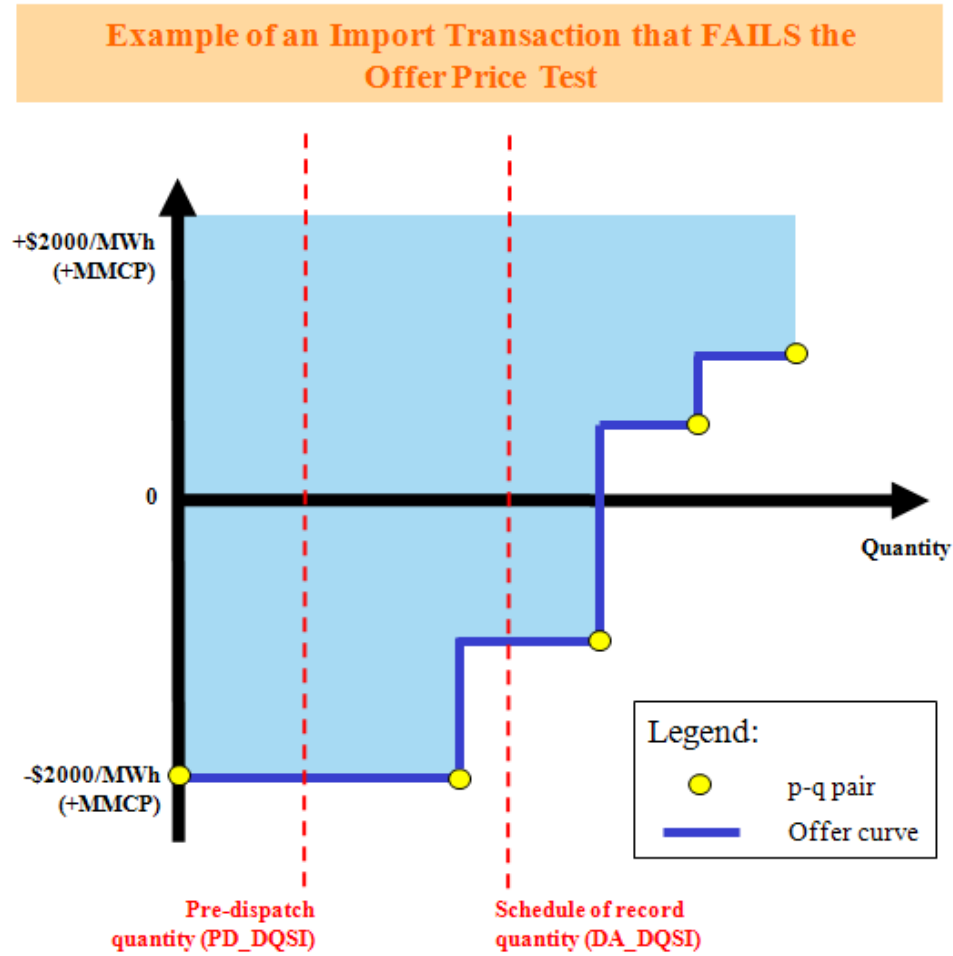 Example of an Import Transaction that FAILS the
Offer Price Test
+$2000/MWh
(+MMCP)
0
Quantity
-$2000/MWh
(+MMCP)
Legend:
p-q pair
Offer curve
Pre-dispatch
quantity (PD_DQSI)
Schedule of record
quantity (DA_DQSI)